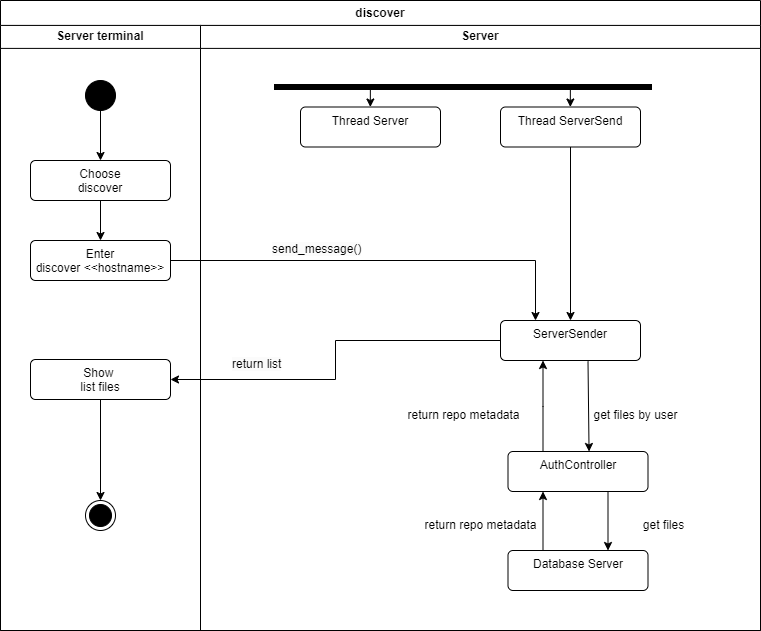 discover
Server terminal
Server
Thread Server
Thread ServerSend
Choose
discover
Enter
discover <<hostname>>
send_message()
ServerSender
return list
Show
list files
return repo metadata
get files by user
AuthController
return repo metadata
get files
Database Server